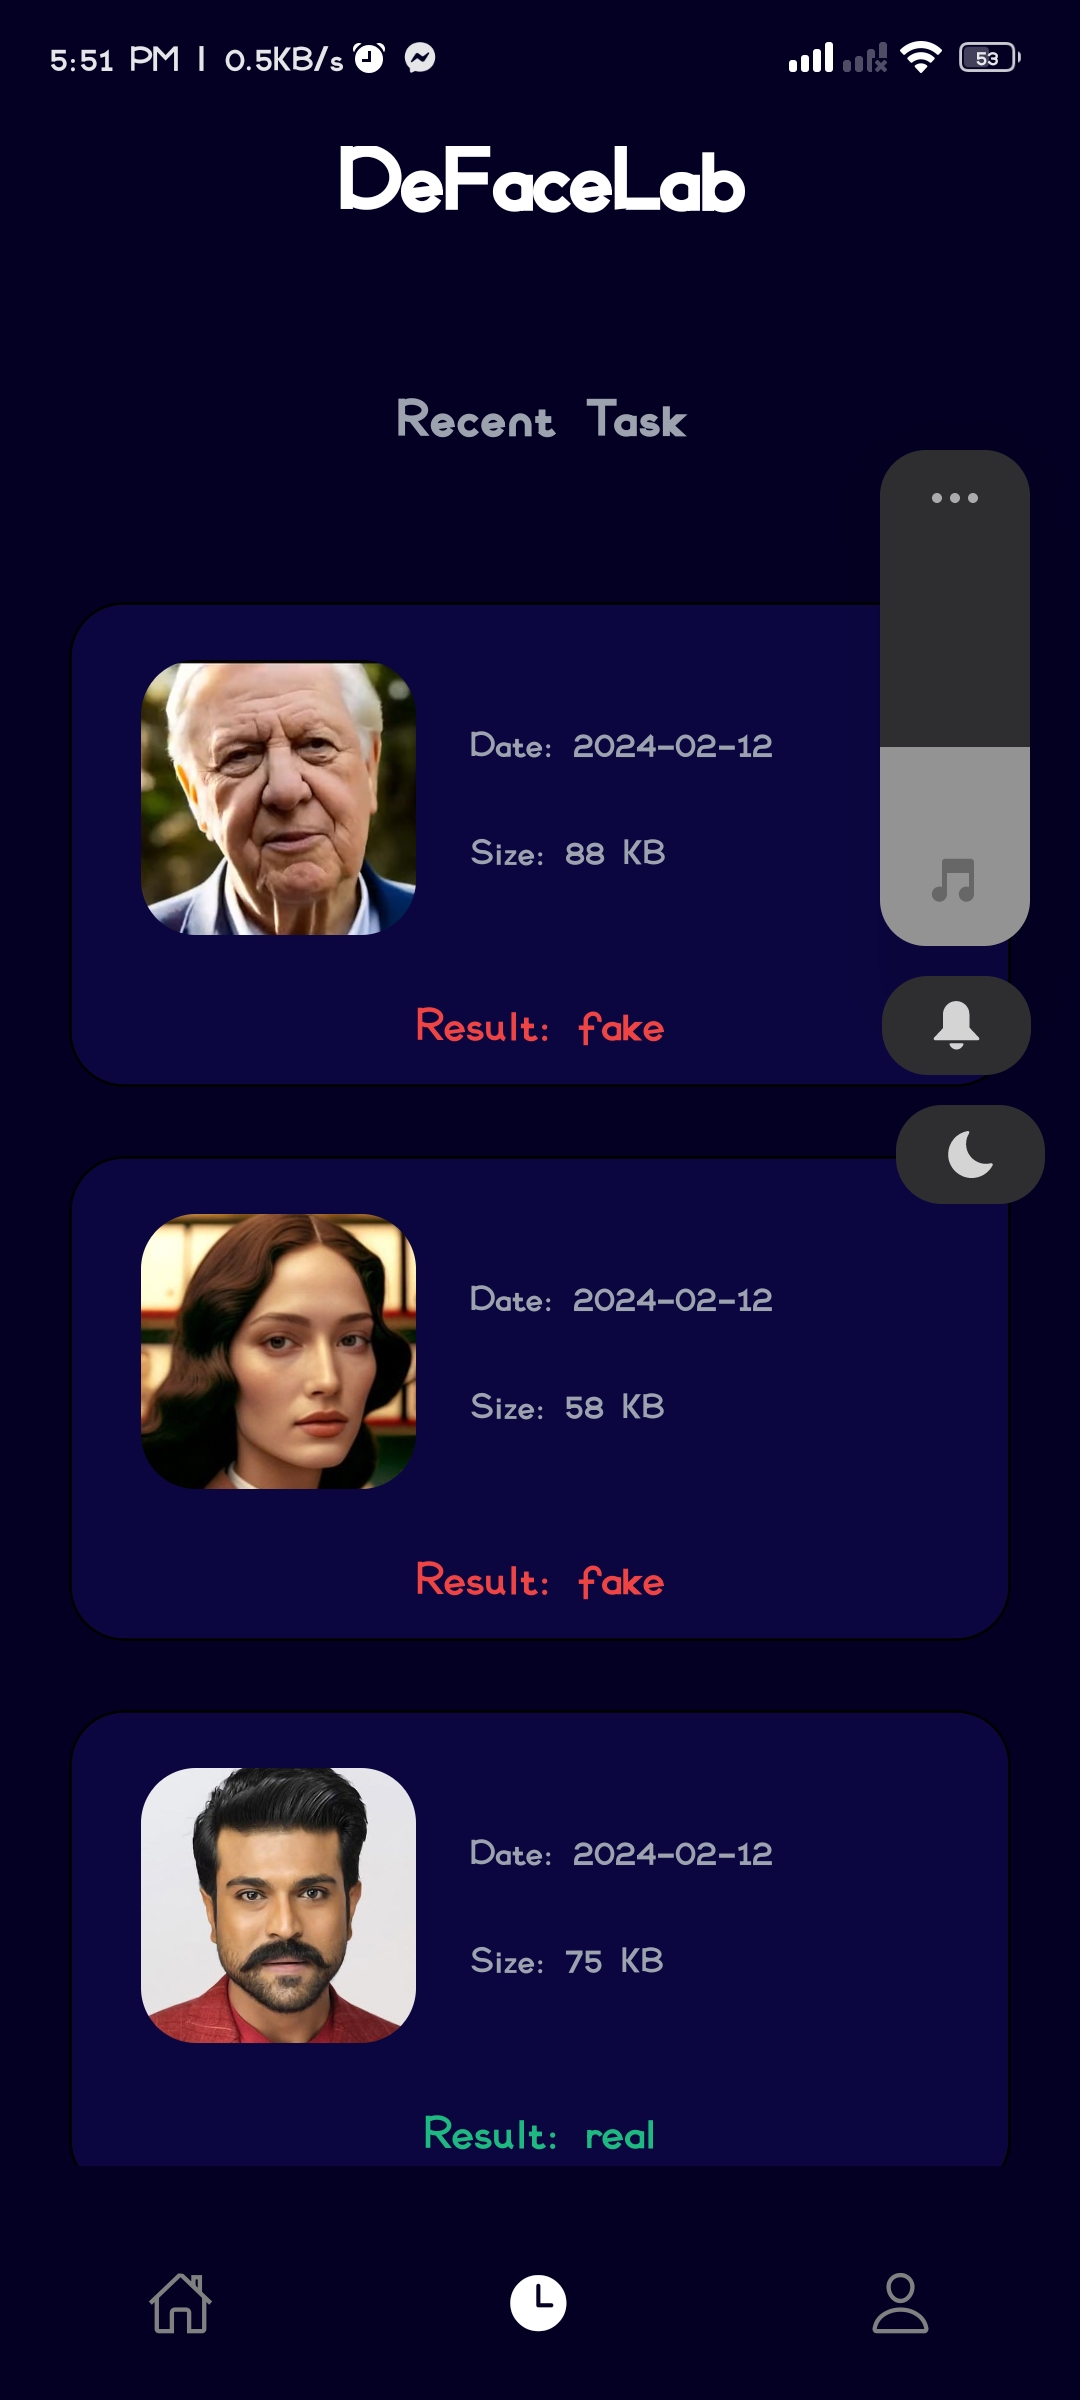 5:51 PM | 0.5KB/s
53
DeFaceLab
Recent Task
Date: 2024-02-12
Size: 88 KB
Result: fake
Date: 2024-02-12
Size: 58 KB
Result: fake
Date: 2024-02-12
Size: 75 KB
Result: real